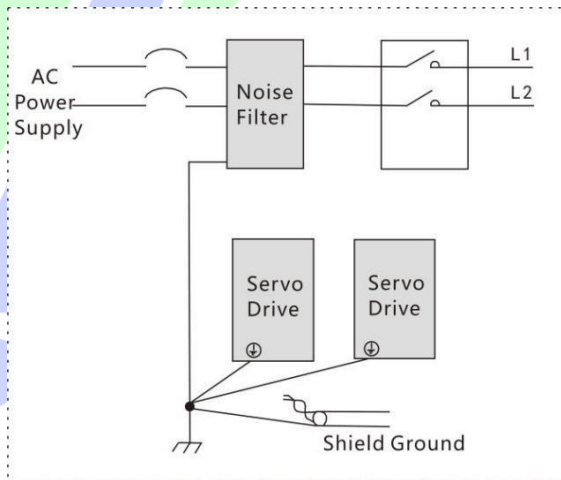 AC
Power
Supply
Noise
Filter
L1
L2
Servo
Drive
Servo
Drive
Shield Ground